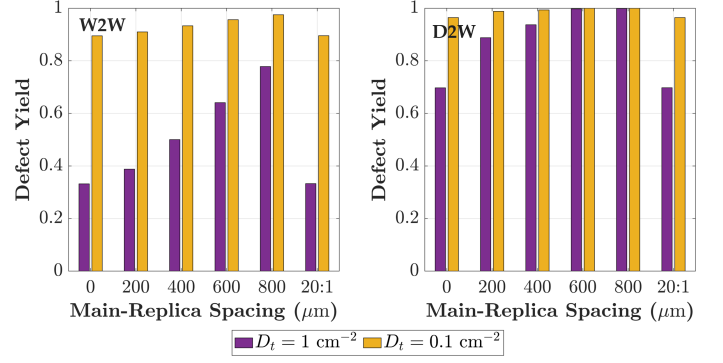 W2W
Defect Yield
1
0.8
0.6
0.4
0.2
0
0 200 400 600 800 20:1
Main-Replica Spacing (μm)
D2W
Defect Yield
1
0.8
0.6
0.4
0.2
0
0 200 400 600 800 20:1
Main-Replica Spacing (μm)
Dₜ = 1 cm⁻² Dₜ = 0.1 cm⁻²